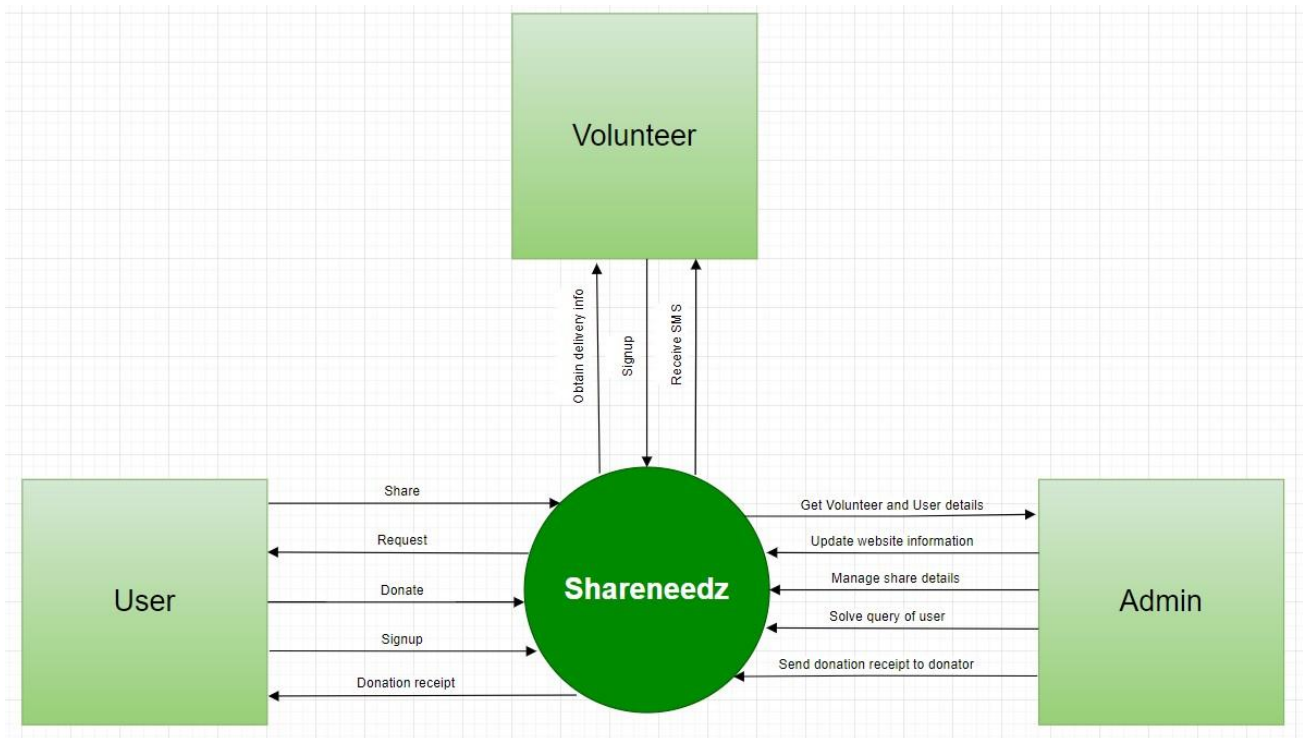 Volunteer
Obtain delivery info
Signup
Receive SMS
Share
Request
Donate
Signup
Donation receipt
User
Shareneedz
Get Volunteer and User details
Update website information
Manage share details
Solve query of user
Send donation receipt to donator
Admin